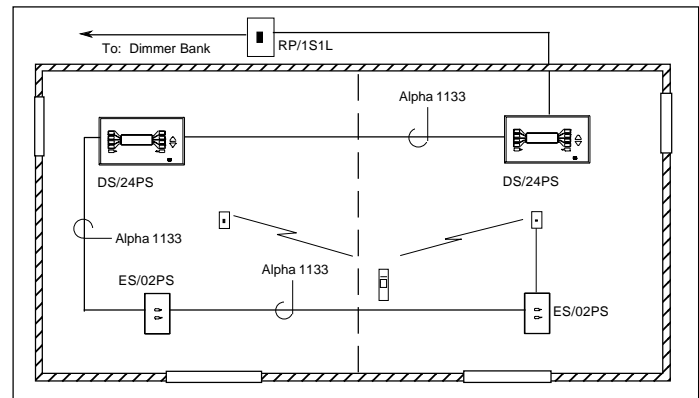 To: Dimmer Bank
RP/1S1L
Alpha 1133
DS/24PS
DS/24PS
Alpha 1133
Alpha 1133
ES/02PS
ES/02PS